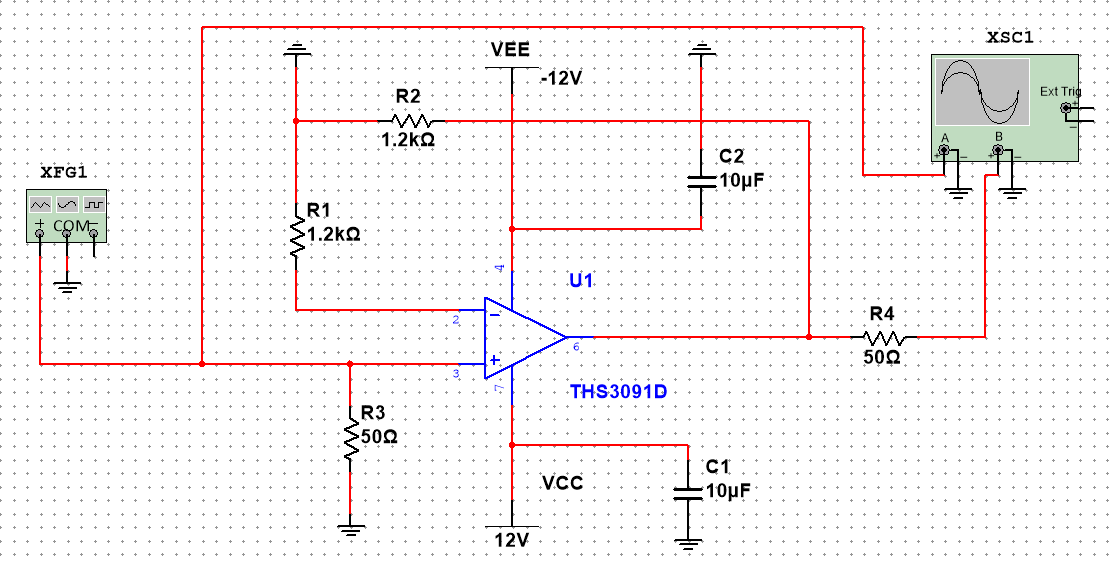 XSC1
VEE
-12V
Ext Trig
+
−
R2
1.2kΩ
A
B
+ − + −
C2
10µF
XFG1
+ COM −
R1
1.2kΩ
4
U1
2
−
R4
6
50Ω
+
3
7
THS3091D
R3
50Ω
C1
10µF
VCC
12V